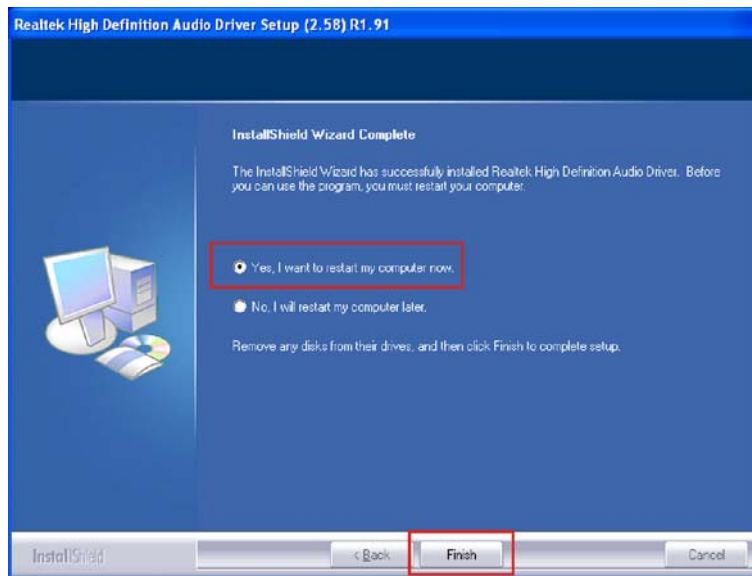 Realtek High Definition Audio Driver Setup (2.58) R1.91
InstallShield Wizard Complete
The InstallShield Wizard has successfully installed Realtek High Definition Audio Driver. Before
you can use the program, you must restart your computer.
Yes, I want to restart my computer now.
No, I will restart my computer later.
Remove any disks from their drives, and then click Finish to complete setup.
InstallShield
< Back
Finish
Cancel